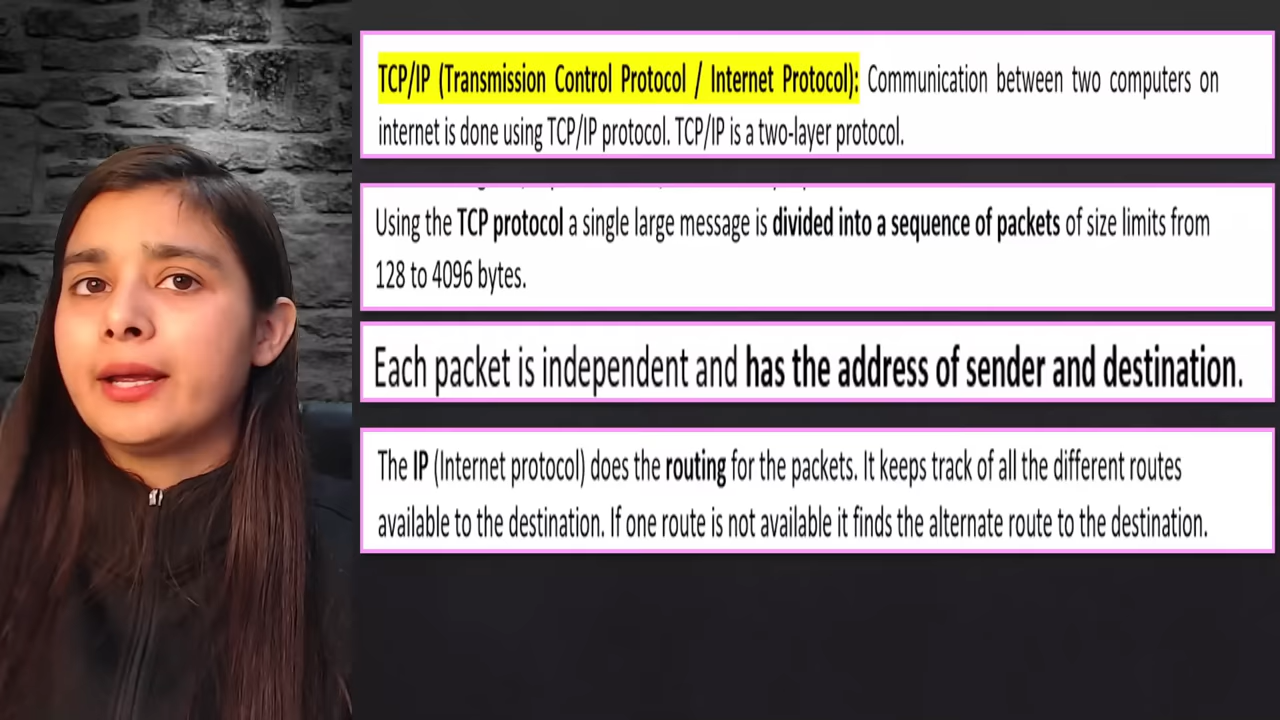 TCP/IP (Transmission Control Protocol / Internet Protocol): Communication between two computers on
internet is done using TCP/IP protocol. TCP/IP is a two-layer protocol.
Using the TCP protocol a single large message is divided into a sequence of packets of size limits from
128 to 4096 bytes.
Each packet is independent and has the address of sender and destination.
The IP (Internet protocol) does the routing for the packets. It keeps track of all the different routes
available to the destination. If one route is not available it finds the alternate route to the destination.